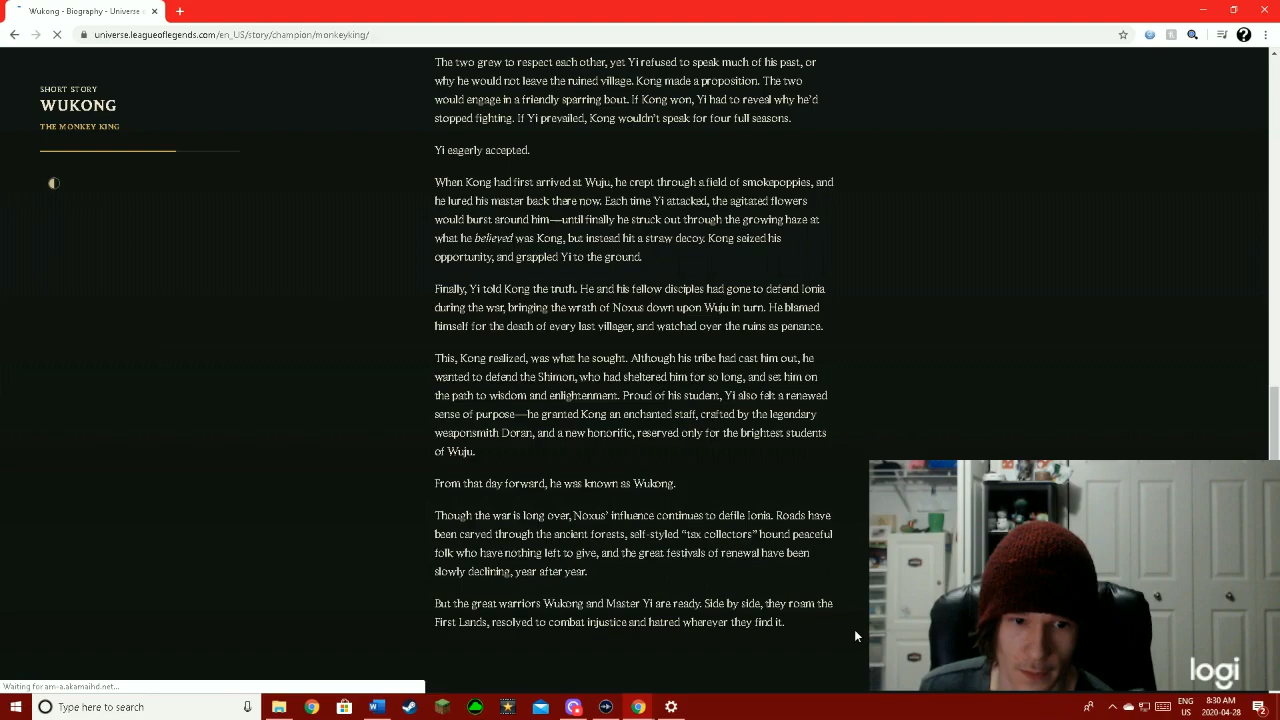 Wukong - Biography - Universe o
universe.leagueoflegends.com/en_US/story/champion/monkeyking/
SHORT STORY
WUKONG
THE MONKEY KING
The two grew to respect each other, yet Yi refused to speak much of his past, or
why he would not leave the ruined village. Kong made a proposition. The two
would engage in a friendly sparring bout. If Kong won, Yi had to reveal why he'd
stopped fighting. If Yi prevailed, Kong wouldn't speak for four full seasons.
Yi eagerly accepted.
When Kong had first arrived at Wuju, he crept through a field of smokepoppies, and
he lured his master back there now. Each time Yi attacked, the agitated flowers
would burst around him—until finally he struck out through the growing haze at
what he believed was Kong, but instead hit a straw decoy. Kong seized his
opportunity, and grappled Yi to the ground.
Finally, Yi told Kong the truth. He and his fellow disciples had gone to defend Ionia
during the war, bringing the wrath of Noxus down upon Wuju in turn. He blamed
himself for the death of every last villager, and watched over the ruins as penance.
This, Kong realized, was what he sought. Although his tribe had cast him out, he
wanted to defend the Shimon, who had sheltered him for so long, and set him on
the path to wisdom and enlightenment. Proud of his student, Yi also felt a renewed
sense of purpose—he granted Kong an enchanted staff, crafted by the legendary
weaponsmith Doran, and a new honorific, reserved only for the brightest students
of Wuju.
From that day forward, he was known as Wukong.
Though the war is long over, Noxus' influence continues to defile Ionia. Roads have
been carved through the ancient forests, self-styled “tax collectors” hound peaceful
folk who have nothing left to give, and the great festivals of renewal have been
slowly declining, year after year.
But the great warriors Wukong and Master Yi are ready. Side by side, they roam the
First Lands, resolved to combat injustice and hatred wherever they find it.
logi
Waiting for am-a.akamaihd.net...
Type here to search
ENG
US
8:30 AM
2020-04-28
2